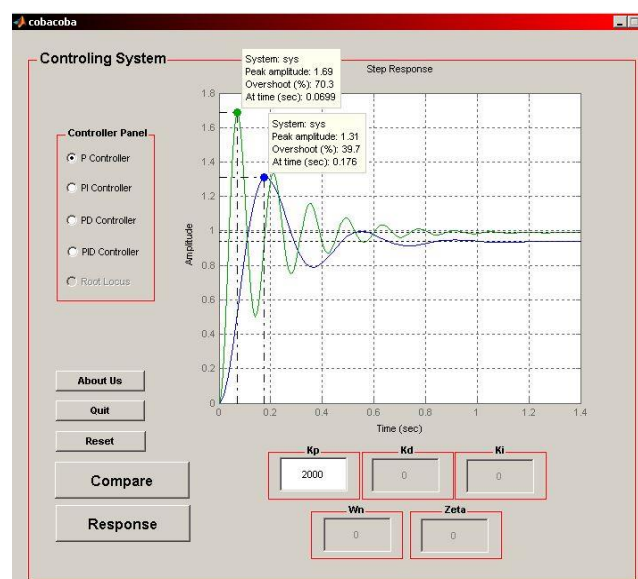 cobacoba
Controling System
System: sys
Peak amplitude: 1.69
Overshoot (%): 70.3
At time (sec): 0.0699
Step Response
System: sys
Peak amplitude: 1.31
Overshoot (%): 39.7
At time (sec): 0.176
Controller Panel
P Controller
PI Controller
PD Controller
PID Controller
Root Locus
Amplitude
1.8
1.6
1.4
1.2
1
0.8
0.6
0.4
0.2
0
0 0.2 0.4 0.6 0.8 1 1.2 1.4
Time (sec)
About Us
Quit
Reset
Compare
Response
Kp
2000
Kd
0
Ki
0
Wn
0
Zeta
0